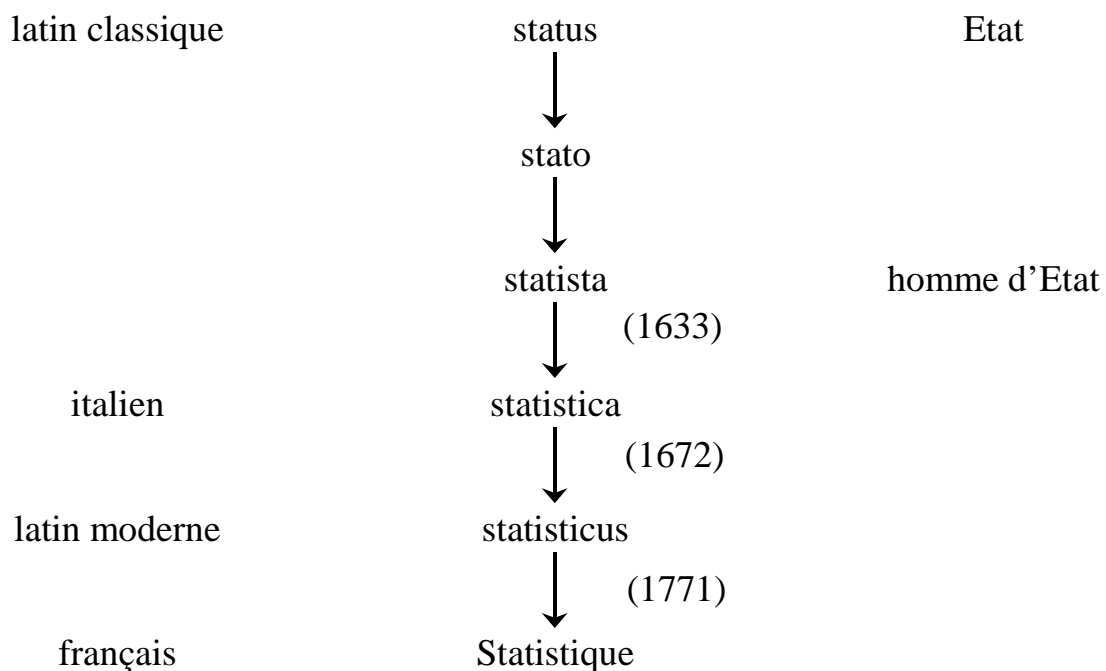 latin classique status Etat
stato
statista homme d’Etat
(1633)
italien statistica
(1672)
latin moderne statisticus
(1771)
français Statistique